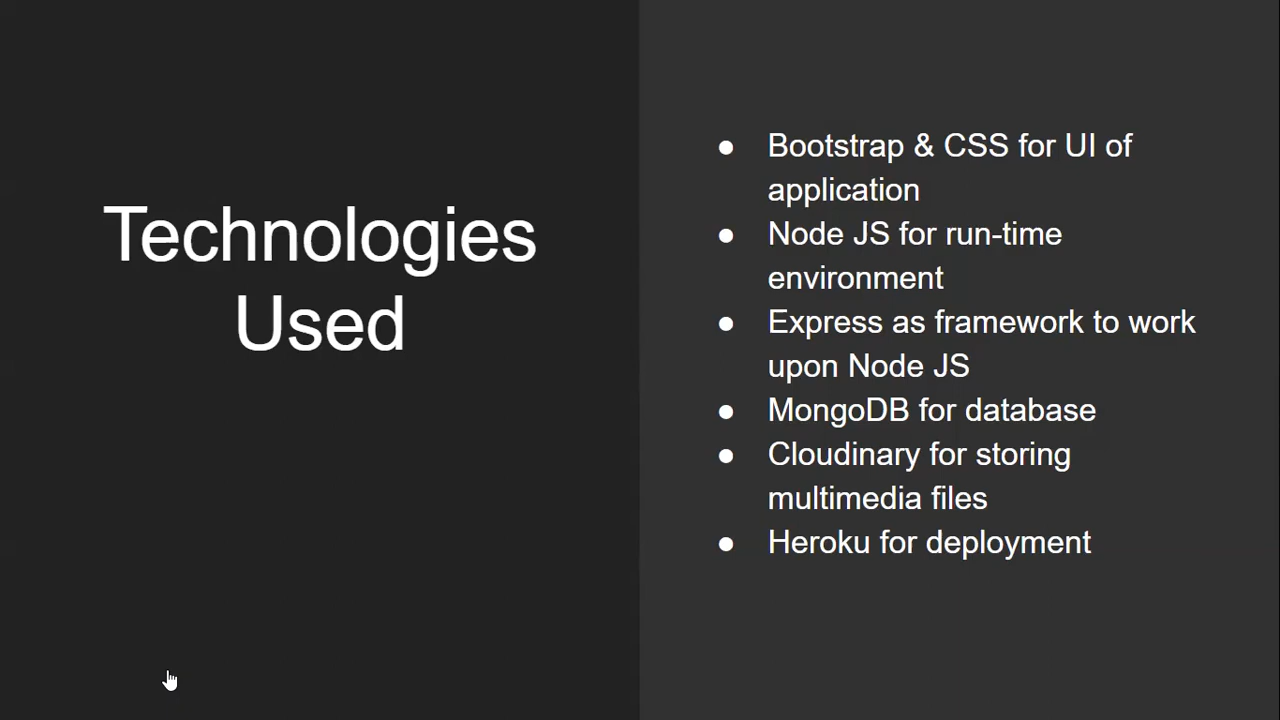 Technologies
Used
● Bootstrap & CSS for UI of
application
● Node JS for run-time
environment
● Express as framework to work
upon Node JS
● MongoDB for database
● Cloudinary for storing
multimedia files
● Heroku for deployment